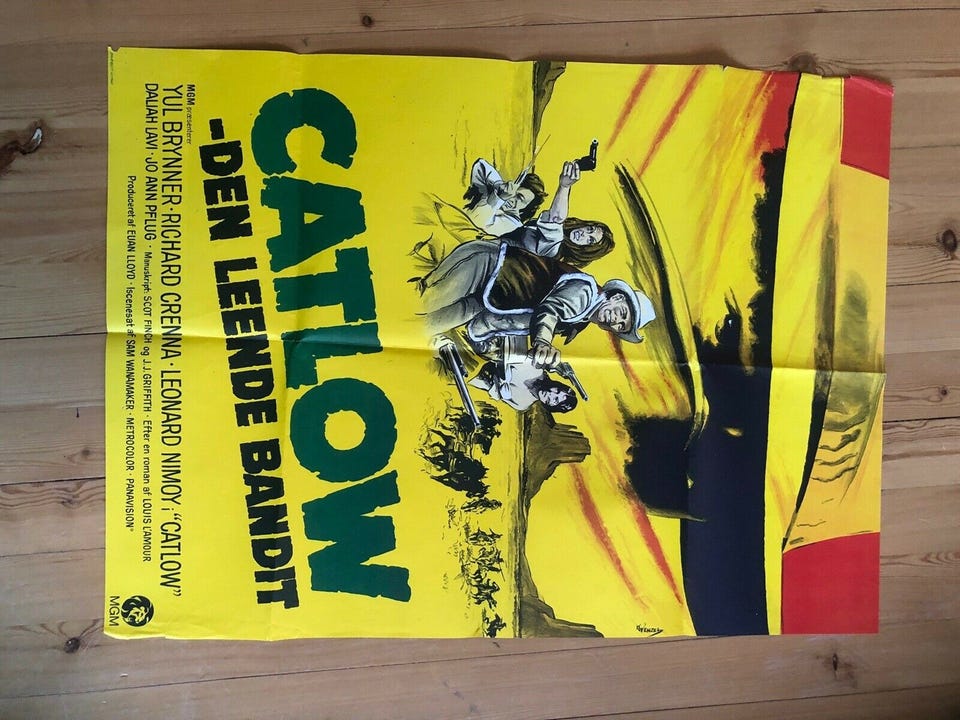 CATLOW
-DEN LEENDE BANDIT
MGM præsenterer
YUL BRYNNER · RICHARD CRENNA · LEONARD NIMOY i "CATLOW"
DALIAH LAVI · JO ANN PFLUG · Manuskript: SCOT FINCH og J.J. GRIFFITH · Efter en roman af LOUIS L'AMOUR
Produceret af EUAN LLOYD · Iscenesat af SAM WANAMAKER · METROCOLOR · PANAVISION®
MGM
WENZEL